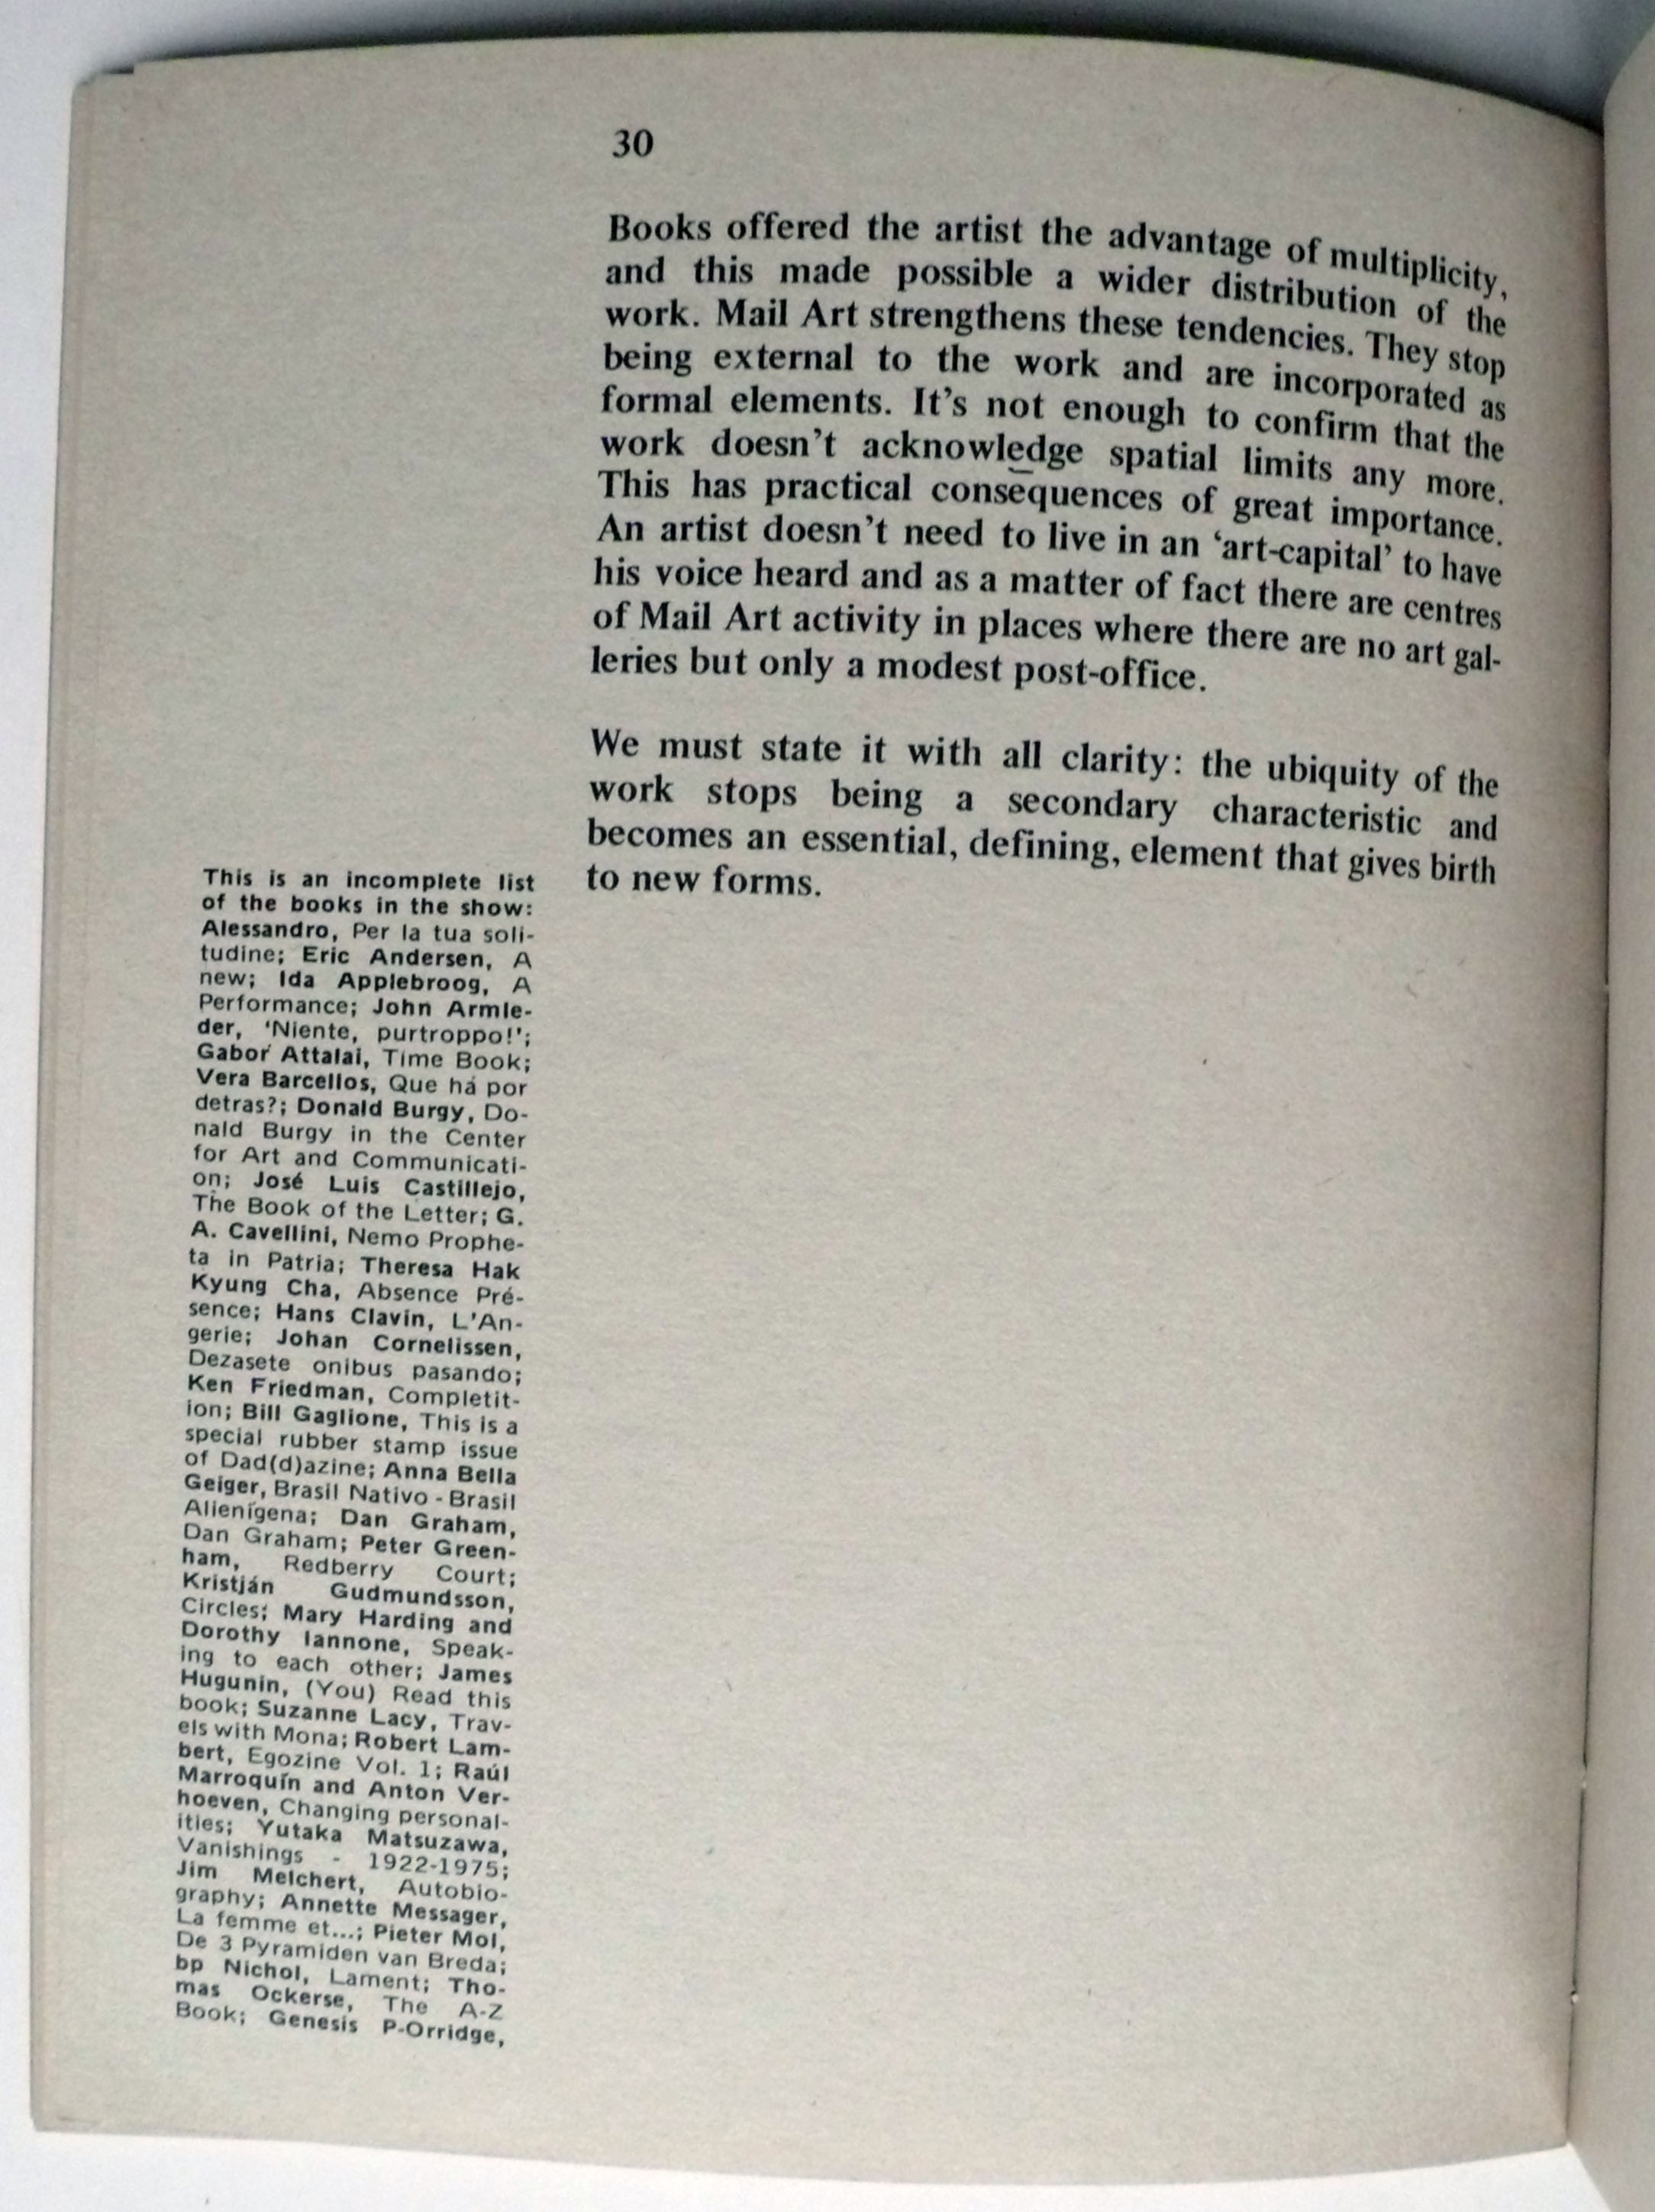 30
Books offered the artist the advantage of multiplicity,
and this made possible a wider distribution of the
work. Mail Art strengthens these tendencies. They stop
being external to the work and are incorporated as
formal elements. It's not enough to confirm that the
work doesn't acknowledge spatial limits any more.
This has practical consequences of great importance.
An artist doesn't need to live in an ‘art-capital’ to have
his voice heard and as a matter of fact there are centres
of Mail Art activity in places where there are no art gal-
leries but only a modest post-office.
We must state it with all clarity: the ubiquity of the
work stops being a secondary characteristic and
becomes an essential, defining, element that gives birth
to new forms.
This is an incomplete list
of the books in the show:
Alessandro, Per la tua soli-
tudine; Eric Andersen, A
new; Ida Applebroog, A
Performance; John Armle-
der, ‘Niente, purtroppo!’;
Gabor Attalai, Time Book;
Vera Barcellos, Que há por
detras?; Donald Burgy, Do-
nald Burgy in the Center
for Art and Communicati-
on; José Luis Castillejo,
The Book of the Letter; G.
A. Cavellini, Nemo Prophe-
ta in Patria; Theresa Hak
Kyung Cha, Absence Pré-
sence; Hans Clavin, L'An-
gerie; Johan Cornelissen,
Dezasete onibus pasando;
Ken Friedman, Completit-
ion; Bill Gaglione, This is a
special rubber stamp issue
of Dad(d)azine; Anna Bella
Geiger, Brasil Nativo - Brasil
Alienígena; Dan Graham,
Dan Graham; Peter Green-
ham, Redberry Court;
Kristján Gudmundsson,
Circles; Mary Harding and
Dorothy Iannone, Speak-
ing to each other; James
Hugunin, (You) Read this
book; Suzanne Lacy, Trav-
els with Mona; Robert Lam-
bert, Egozine Vol. 1; Raúl
Marroquín and Anton Ver-
hoeven, Changing personal-
ities; Yutaka Matsuzawa,
Vanishings - 1922-1975;
Jim Melchert, Autobio-
graphy; Annette Messager,
La femme et...; Pieter Mol,
De 3 Pyramiden van Breda;
bp Nichol, Lament; Tho-
mas Ockerse, The A-Z
Book; Genesis P-Orridge,